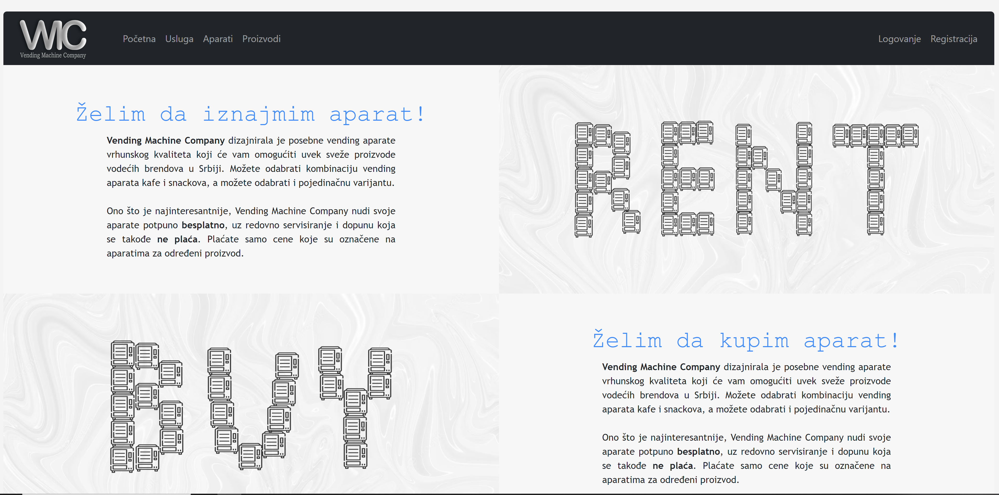 WIC
Vending Machine Company
Početna Usluga Aparati Proizvodi
Logovanje Registracija
Želim da iznajmim aparat!
Vending Machine Company dizajnirala je posebne vending aparate
vrhunskog kvaliteta koji će vam omogućiti uvek sveže proizvode
vodećih brendova u Srbiji. Možete odabrati kombinaciju vending
aparata kafe i snackova, a možete odabrati i pojedinačnu varijantu.
Ono što je najinteresantnije, Vending Machine Company nudi svoje
aparate potpuno besplatno, uz redovno servisiranje i dopunu koja
se takođe ne plaća. Plaćate samo cene koje su označene na
aparatima za određeni proizvod.
RENT
BUY
Želim da kupim aparat!
Vending Machine Company dizajnirala je posebne vending aparate
vrhunskog kvaliteta koji će vam omogućiti uvek sveže proizvode
vodećih brendova u Srbiji. Možete odabrati kombinaciju vending
aparata kafe i snackova, a možete odabrati i pojedinačnu varijantu.
Ono što je najinteresantnije, Vending Machine Company nudi svoje
aparate potpuno besplatno, uz redovno servisiranje i dopunu koja
se takođe ne plaća. Plaćate samo cene koje su označene na
aparatima za određeni proizvod.